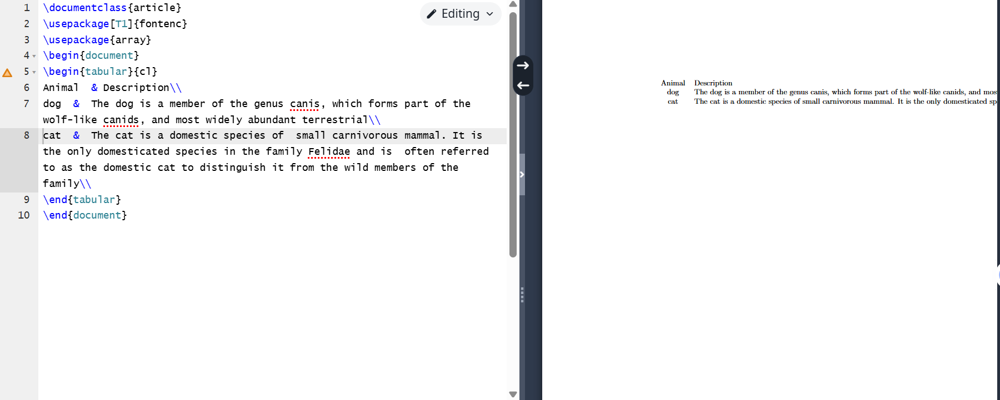 1 \documentclass{article}
2 \usepackage[T1]{fontenc}
3 \usepackage{array}
4 \begin{document}
5 \begin{tabular}{cl}
6 Animal  & Description\\
7 dog  &  The dog is a member of the genus canis, which forms part of the
wolf-like canids, and most widely abundant terrestrial\\
8 cat  &  The cat is a domestic species of  small carnivorous mammal. It is
the only domesticated species in the family Felidae and is  often referred
to as the domestic cat to distinguish it from the wild members of the
family\\
9 \end{tabular}
10 \end{document}
Editing
Animal Description
dog The dog is a member of the genus canis, which forms part of the wolf-like canids, and mos
cat The cat is a domestic species of small carnivorous mammal. It is the only domesticated sp